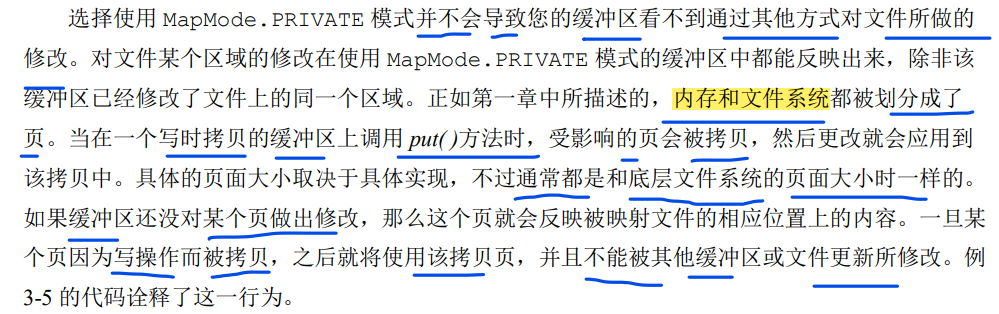 选择使用 MapMode.PRIVATE 模式并不会导致您的缓冲区看不到通过其他方式对文件所做的
修改。对文件某个区域的修改在使用 MapMode.PRIVATE 模式的缓冲区中都能反映出来，除非该
缓冲区已经修改了文件上的同一个区域。正如第一章中所描述的，内存和文件系统都被划分成了
页。当在一个写时拷贝的缓冲区上调用 put()方法时，受影响的页会被拷贝，然后更改就会应用到
该拷贝中。具体的页面大小取决于具体实现，不过通常都是和底层文件系统的页面大小时一样的。
如果缓冲区还没对某个页做出修改，那么这个页就会反映被映射文件的相应位置上的内容。一旦某
个页因为写操作而被拷贝，之后就将使用该拷贝页，并且不能被其他缓冲区或文件更新所修改。例
3-5 的代码诠释了这一行为。